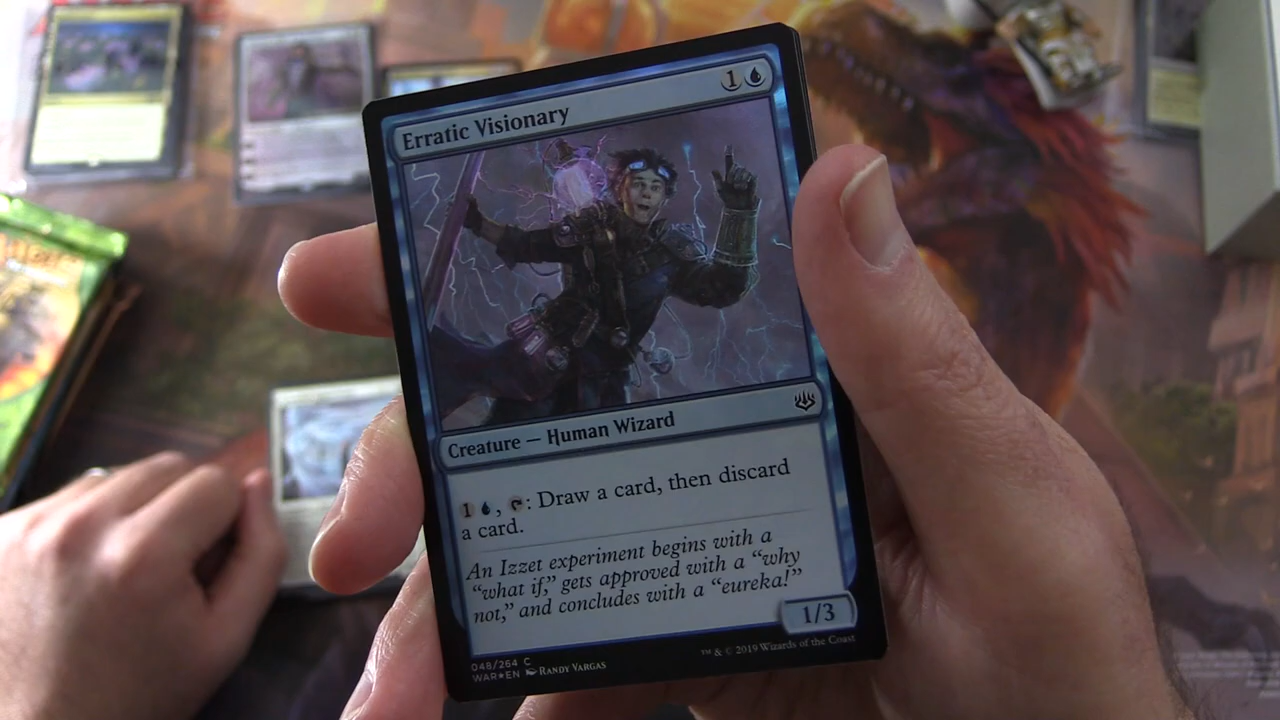 Erratic Visionary
1
Creature — Human Wizard
1 , : Draw a card, then discard
a card.
An Izzet experiment begins with a
“what if,” gets approved with a “why
not,” and concludes with a “eureka!”
1/3
048/264 C
WAR★EN Randy Vargas
™ & © 2019 Wizards of the Coast